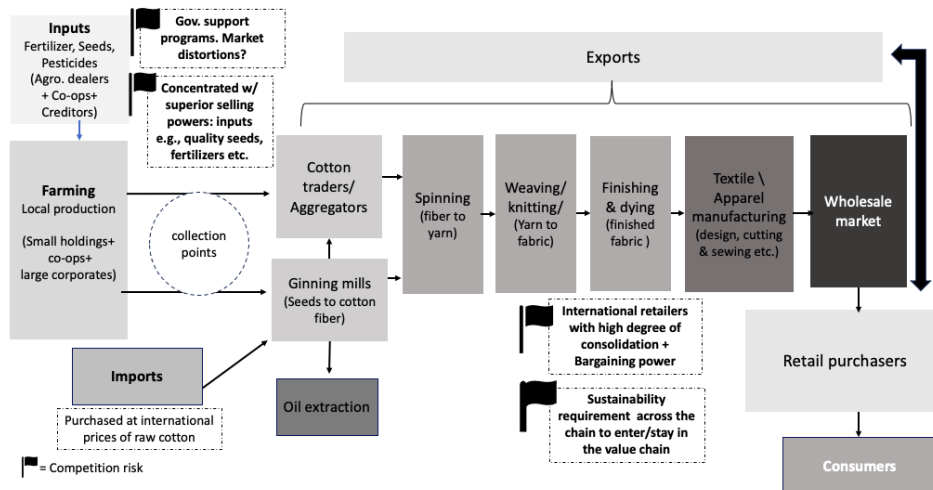 Inputs
Fertilizer, Seeds,
Pesticides
(Agro. dealers
+ Co-ops+
Creditors)
Gov. support
programs. Market
distortions?
Concentrated w/
superior selling
powers: inputs
e.g., quality seeds,
fertilizers etc.
Exports
Farming
Local production
(Small holdings+
co-ops+
large corporates)
collection
points
Cotton
traders/
Aggregators
Ginning mills
(Seeds to cotton
fiber)
Spinning
(fiber to
yarn)
Weaving/
knitting/
(Yarn to
fabric)
Finishing
& dying
(finished
fabric )
Textile \
Apparel
manufacturing
(design, cutting
& sewing etc.)
Wholesale
market
Imports
Purchased at international
prices of raw cotton
Oil extraction
International retailers
with high degree of
consolidation +
Bargaining power
Sustainability
requirement across the
chain to enter/stay in
the value chain
Retail purchasers
Consumers
= Competition risk